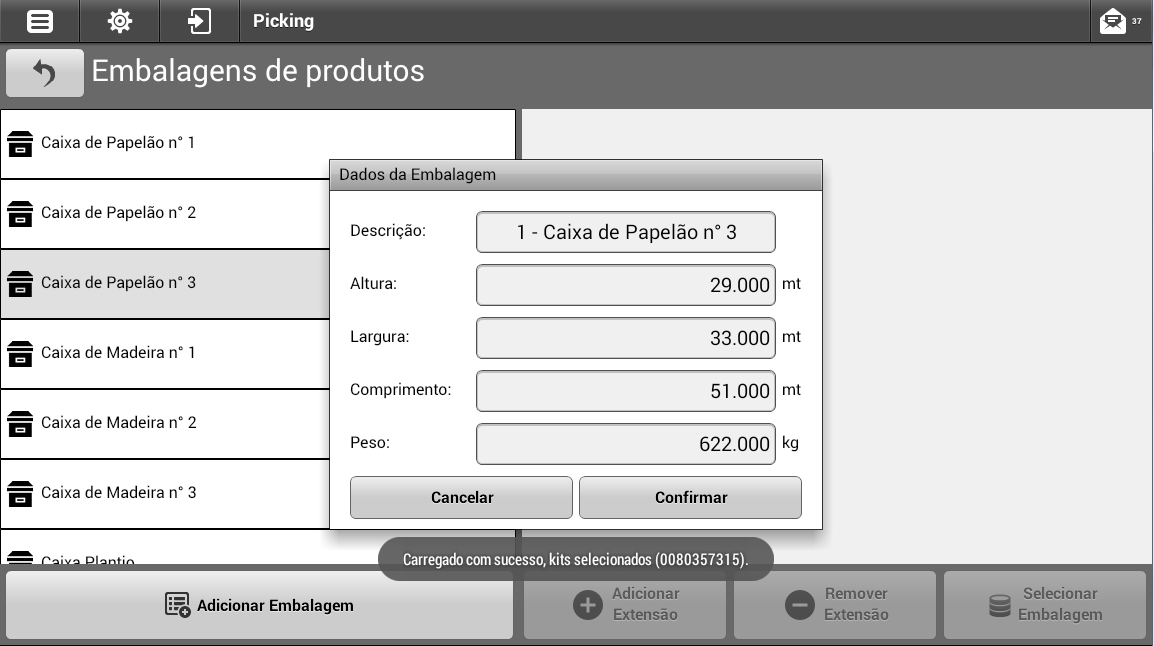 Picking
37
Embalagens de produtos
Caixa de Papelão n° 1
Caixa de Papelão n° 2
Caixa de Papelão n° 3
Caixa de Madeira n° 1
Caixa de Madeira n° 2
Caixa de Madeira n° 3
Caixa Plantio
Dados da Embalagem
Descrição: 1 - Caixa de Papelão n° 3
Altura: 29.000 mt
Largura: 33.000 mt
Comprimento: 51.000 mt
Peso: 622.000 kg
Cancelar Confirmar
Carregado com sucesso, kits selecionados (0080357315).
Adicionar Embalagem
Adicionar
Extensão
Remover
Extensão
Selecionar
Embalagem